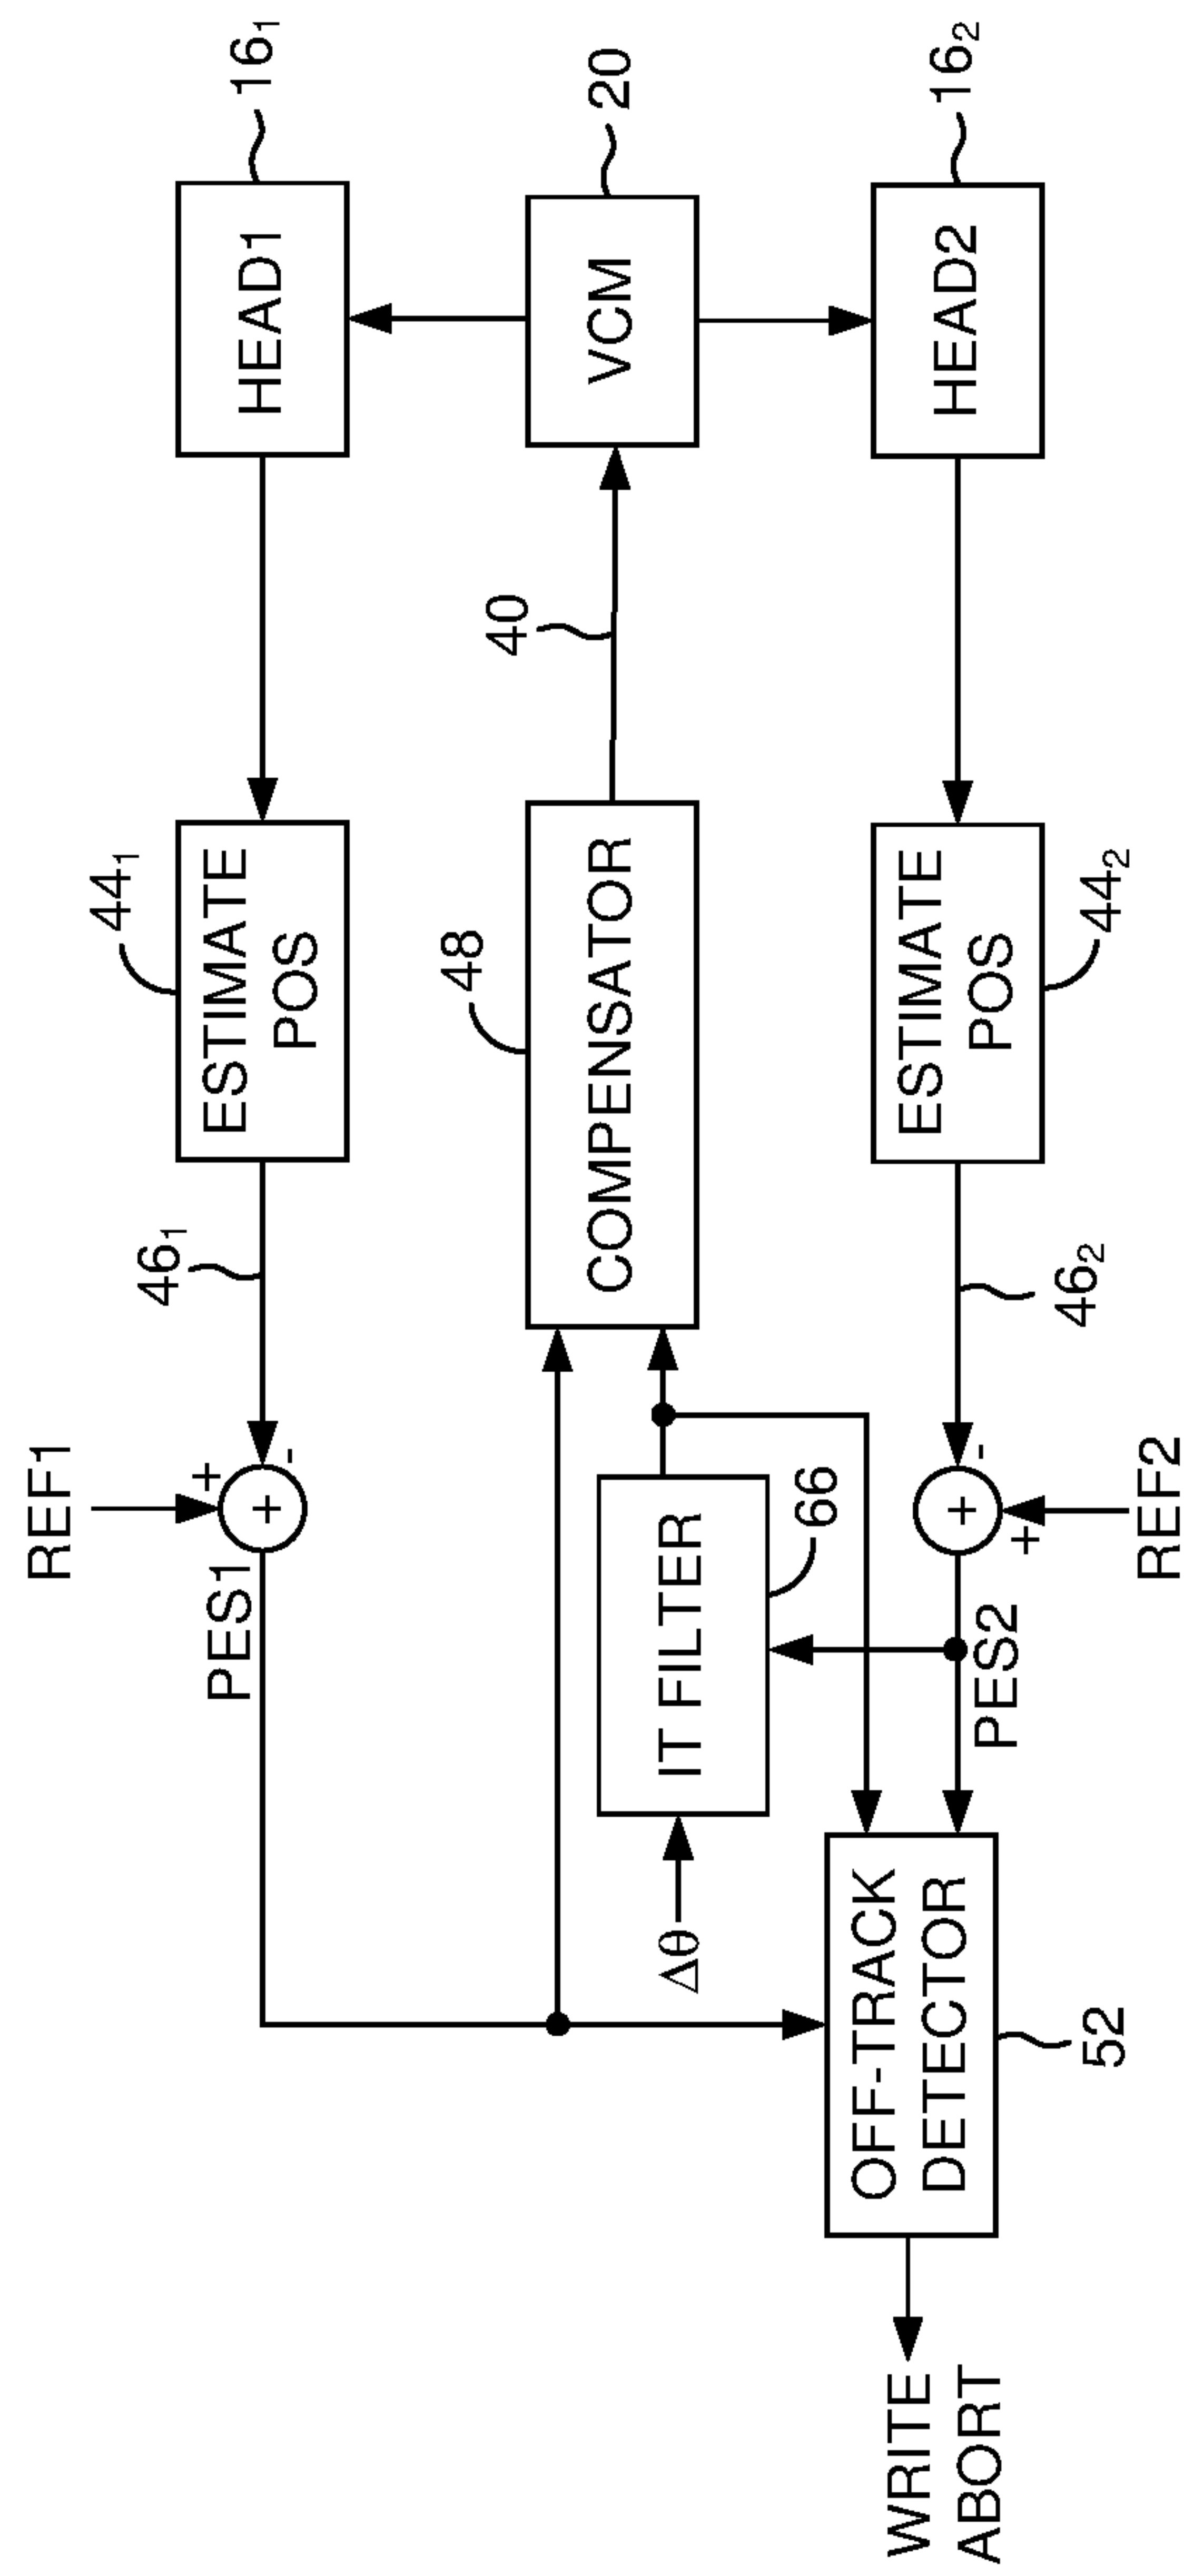 REF1
PES1
+
+
-
46₁
44₁
ESTIMATE
POS
HEAD1
16₁
Δθ
IT FILTER
66
48
COMPENSATOR
40
VCM
20
WRITE
ABORT
OFF-TRACK
DETECTOR
52
PES2
+
+
-
REF2
46₂
ESTIMATE
POS
44₂
HEAD2
16₂